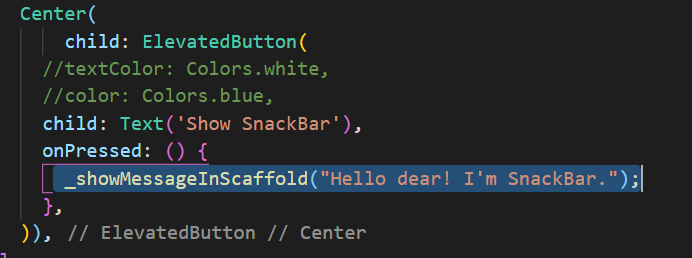 Center(
child: ElevatedButton(
//textColor: Colors.white,
//color: Colors.blue,
child: Text('Show SnackBar'),
onPressed: () {
_showMessageInScaffold("Hello dear! I'm SnackBar.");
},
)), // ElevatedButton // Center